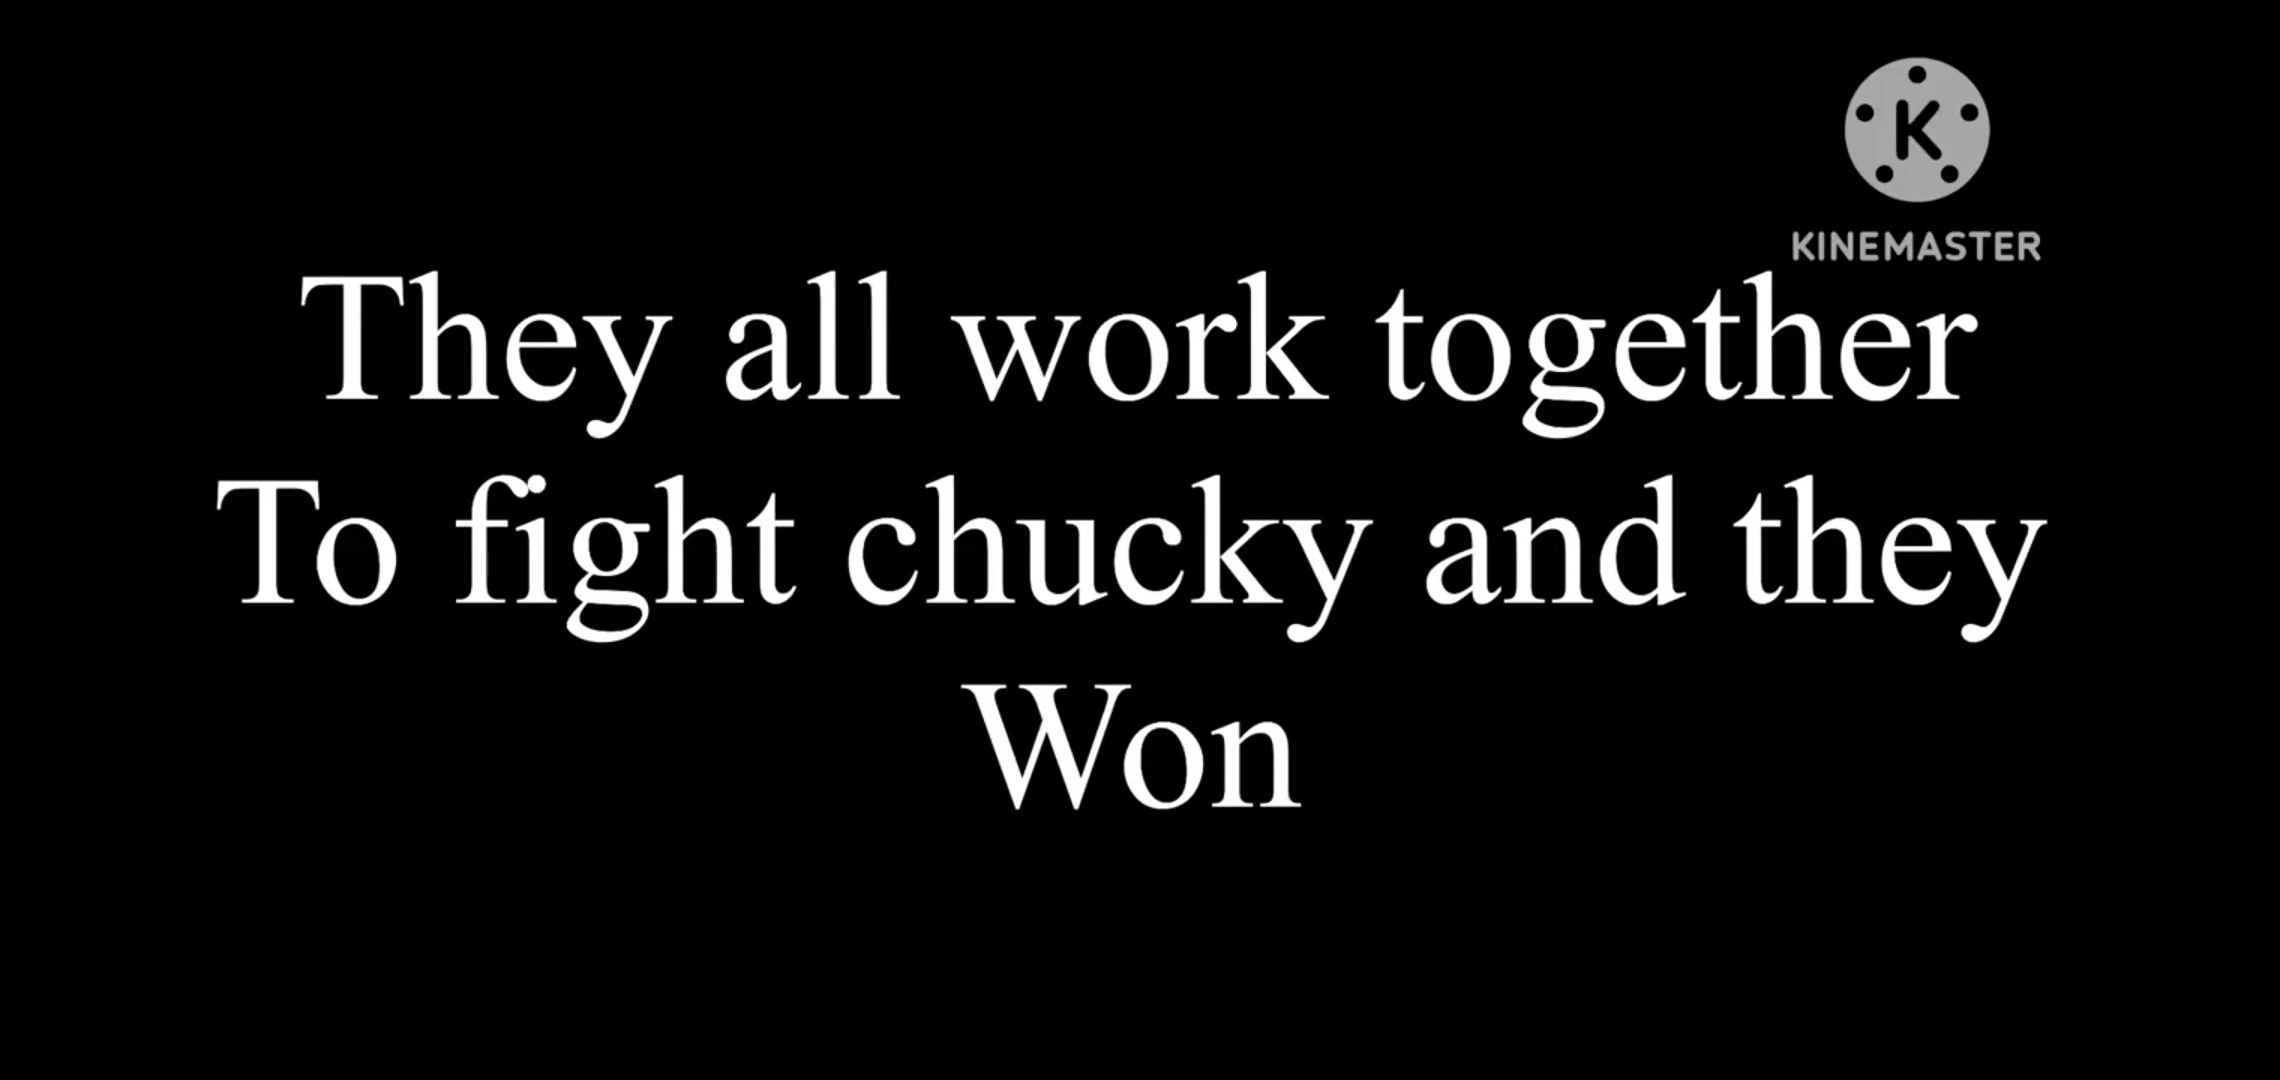 K
KINEMASTER
They all work together
To fight chucky and they
Won